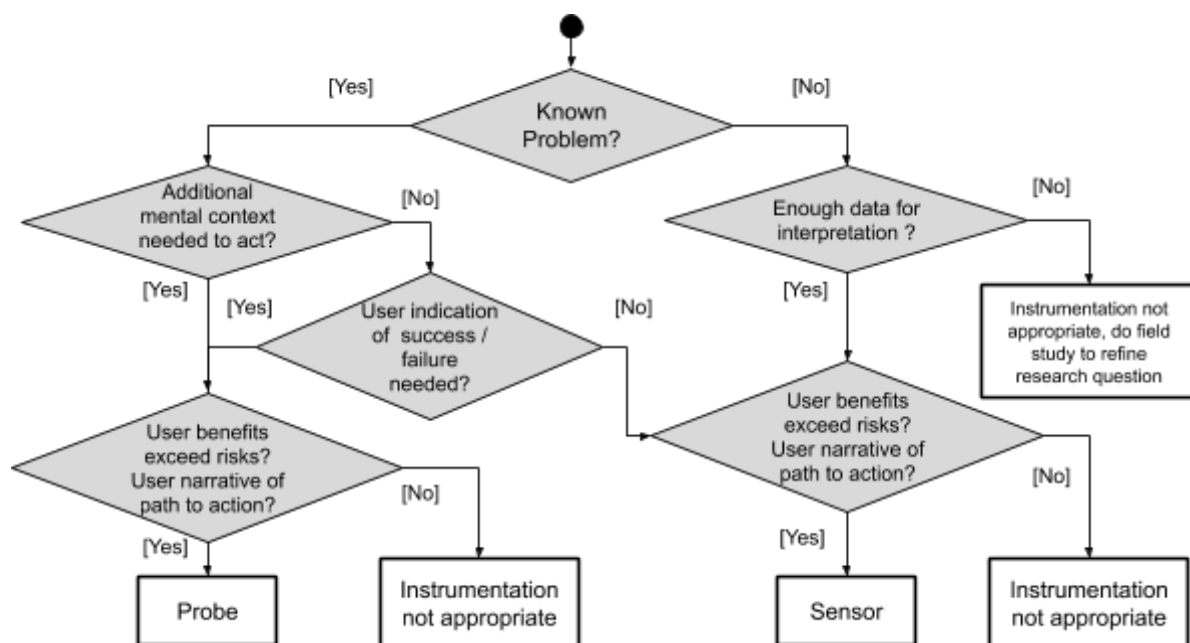 [Yes]
[No]
Known
Problem?
Additional
mental context
needed to act?
[No]
Enough data for
interpretation ?
[No]
[Yes]
[Yes]
User indication
of success /
failure
needed?
[No]
[Yes]
Instrumentation not
appropriate, do field
study to refine
research question
User benefits
exceed risks?
User narrative of
path to action?
[No]
User benefits
exceed risks?
User narrative of
path to action?
[No]
[Yes]
[Yes]
Probe
Instrumentation
not appropriate
Sensor
Instrumentation
not appropriate